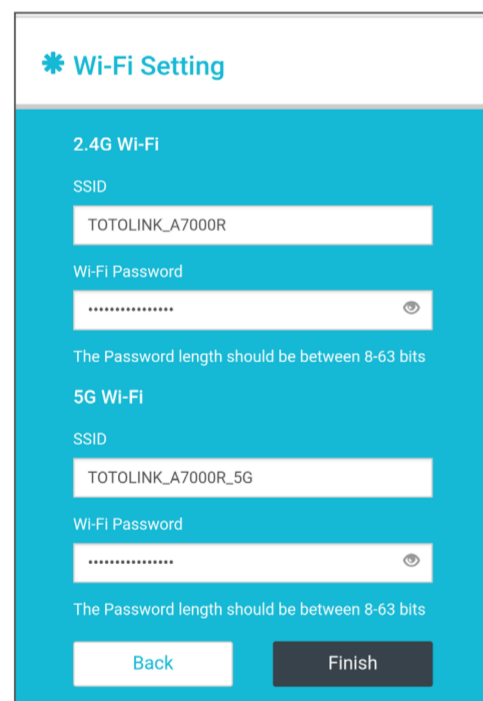 Wi-Fi Setting
2.4G Wi-Fi
SSID
TOTOLINK_A7000R
Wi-Fi Password
••••••••••••••••
The Password length should be between 8-63 bits
5G Wi-Fi
SSID
TOTOLINK_A7000R_5G
Wi-Fi Password
••••••••••••••••
The Password length should be between 8-63 bits
Back Finish